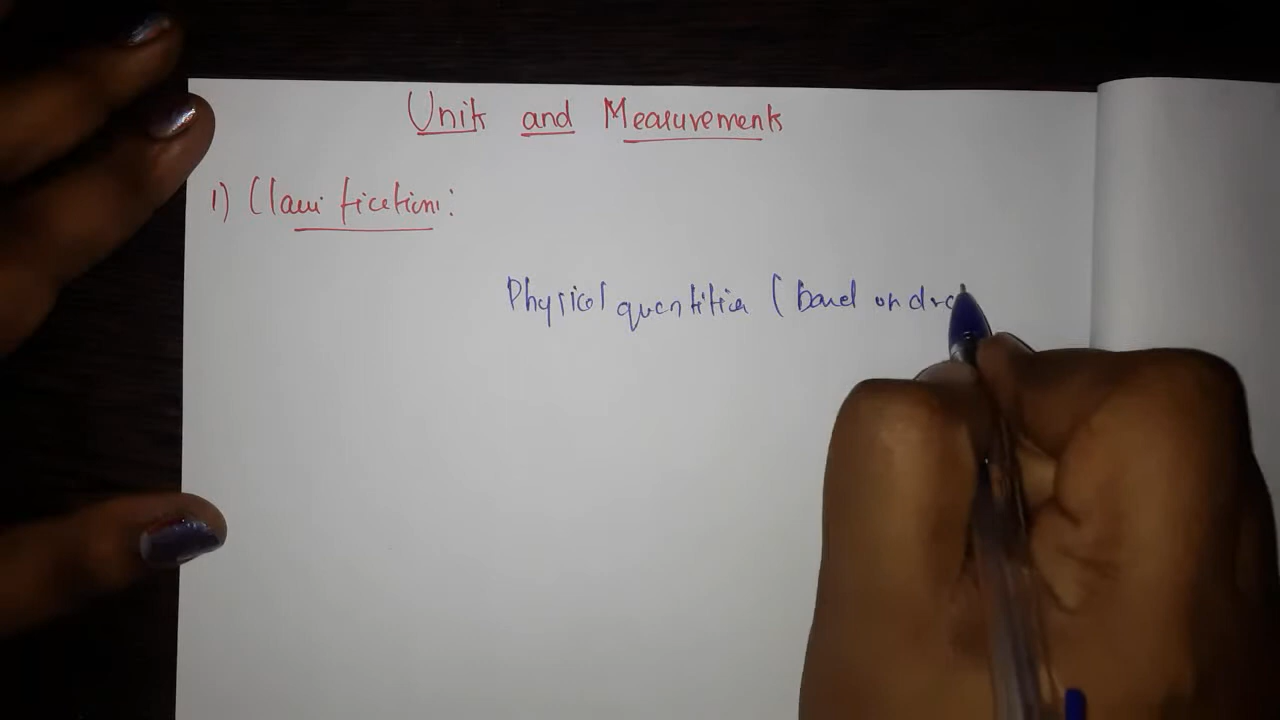 Units and Measurements
1) Classification:
Physical quantities (based on